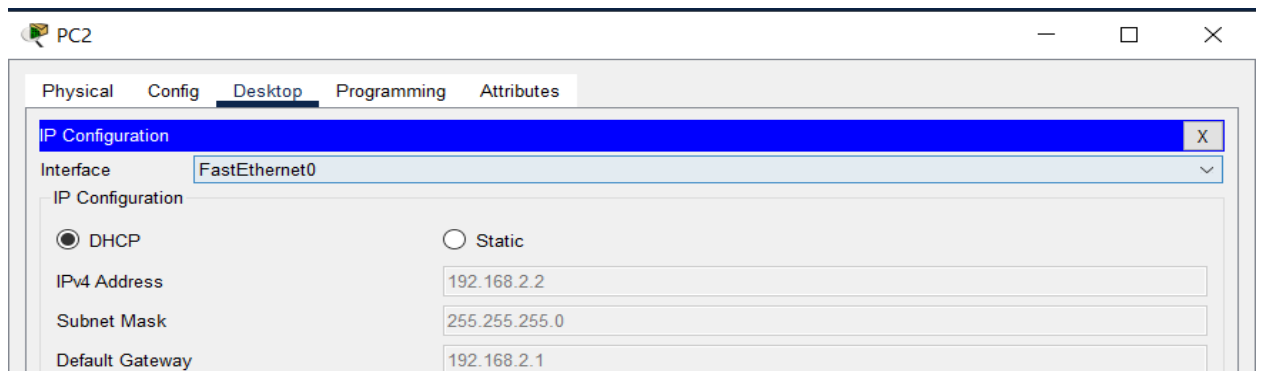 PC2
Physical Config Desktop Programming Attributes
IP Configuration X
Interface FastEthernet0
IP Configuration
DHCP Static
IPv4 Address 192.168.2.2
Subnet Mask 255.255.255.0
Default Gateway 192.168.2.1